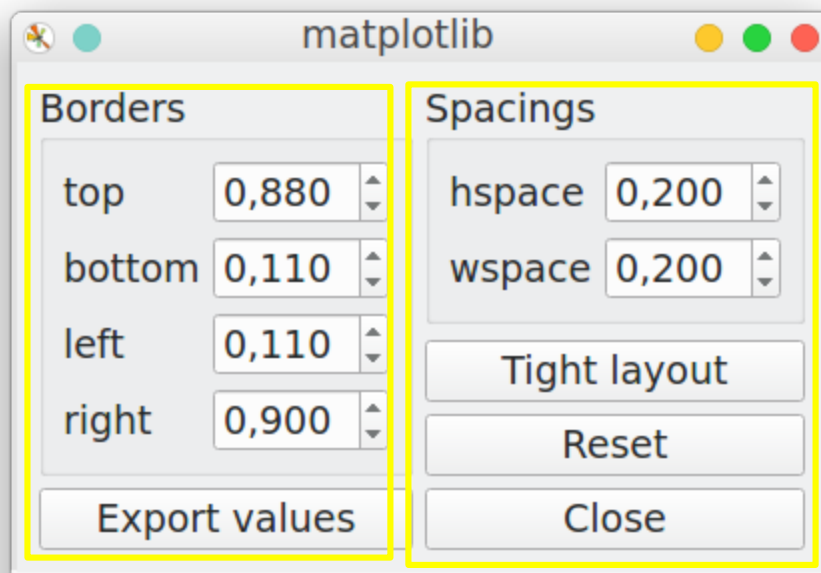 matplotlib
Borders
top 0,880
bottom 0,110
left 0,110
right 0,900
Export values
Spacings
hspace 0,200
wspace 0,200
Tight layout
Reset
Close